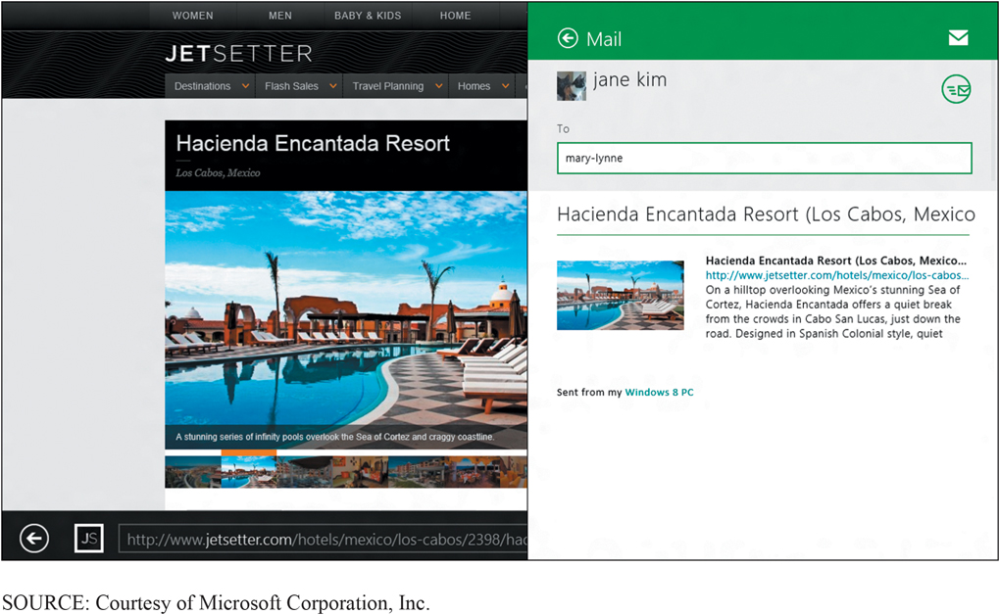 WOMEN MEN BABY & KIDS HOME
JETSETTER
Destinations Flash Sales Travel Planning Homes
Hacienda Encantada Resort
Los Cabos, Mexico
A stunning series of infinity pools overlook the Sea of Cortez and craggy coastline.
JS http://www.jetsetter.com/hotels/mexico/los-cabos/2398/hac
Mail
jane kim
To
mary-lynne
Hacienda Encantada Resort (Los Cabos, Mexico
Hacienda Encantada Resort (Los Cabos, Mexico...
http://www.jetsetter.com/hotels/mexico/los-cabos...
On a hilltop overlooking Mexico's stunning Sea of
Cortez, Hacienda Encantada offers a quiet break
from the crowds in Cabo San Lucas, just down the
road. Designed in Spanish Colonial style, quiet
Sent from my Windows 8 PC
SOURCE: Courtesy of Microsoft Corporation, Inc.